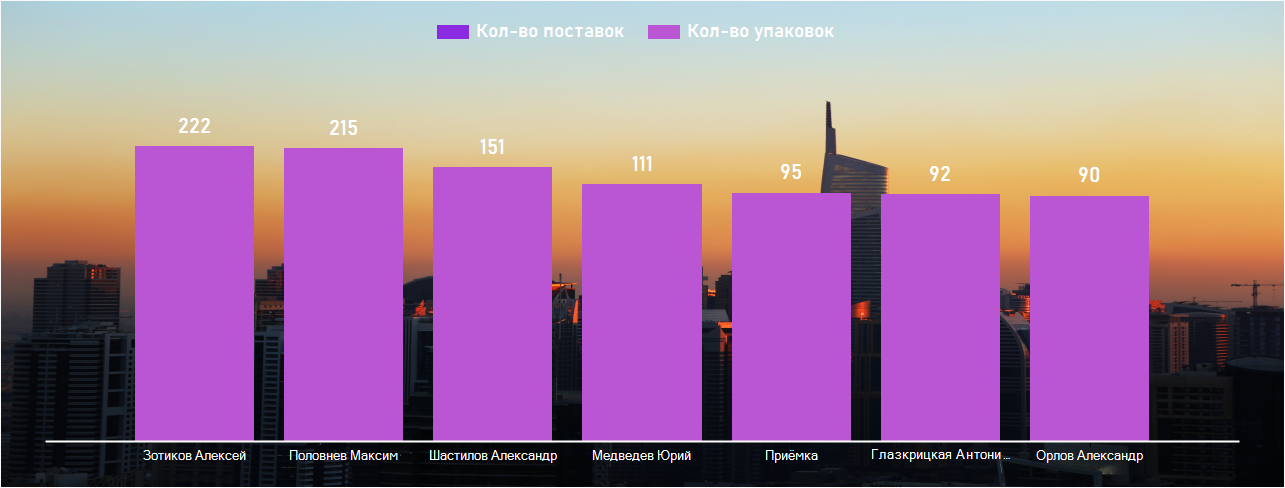 Кол-во поставок Кол-во упаковок
222 215 151 111 95 92 90
Зотиков Алексей Половнев Максим Шастилов Александр Медведев Юрий Приёмка Глазкрицкая Антони... Орлов Александр